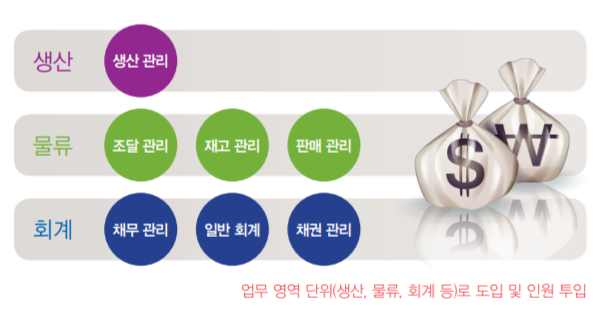 생산 생산 관리
물류 조달 관리 재고 관리 판매 관리
회계 채무 관리 일반 회계 채권 관리
$ ₩
업무 영역 단위(생산, 물류, 회계 등)로 도입 및 인원 투입